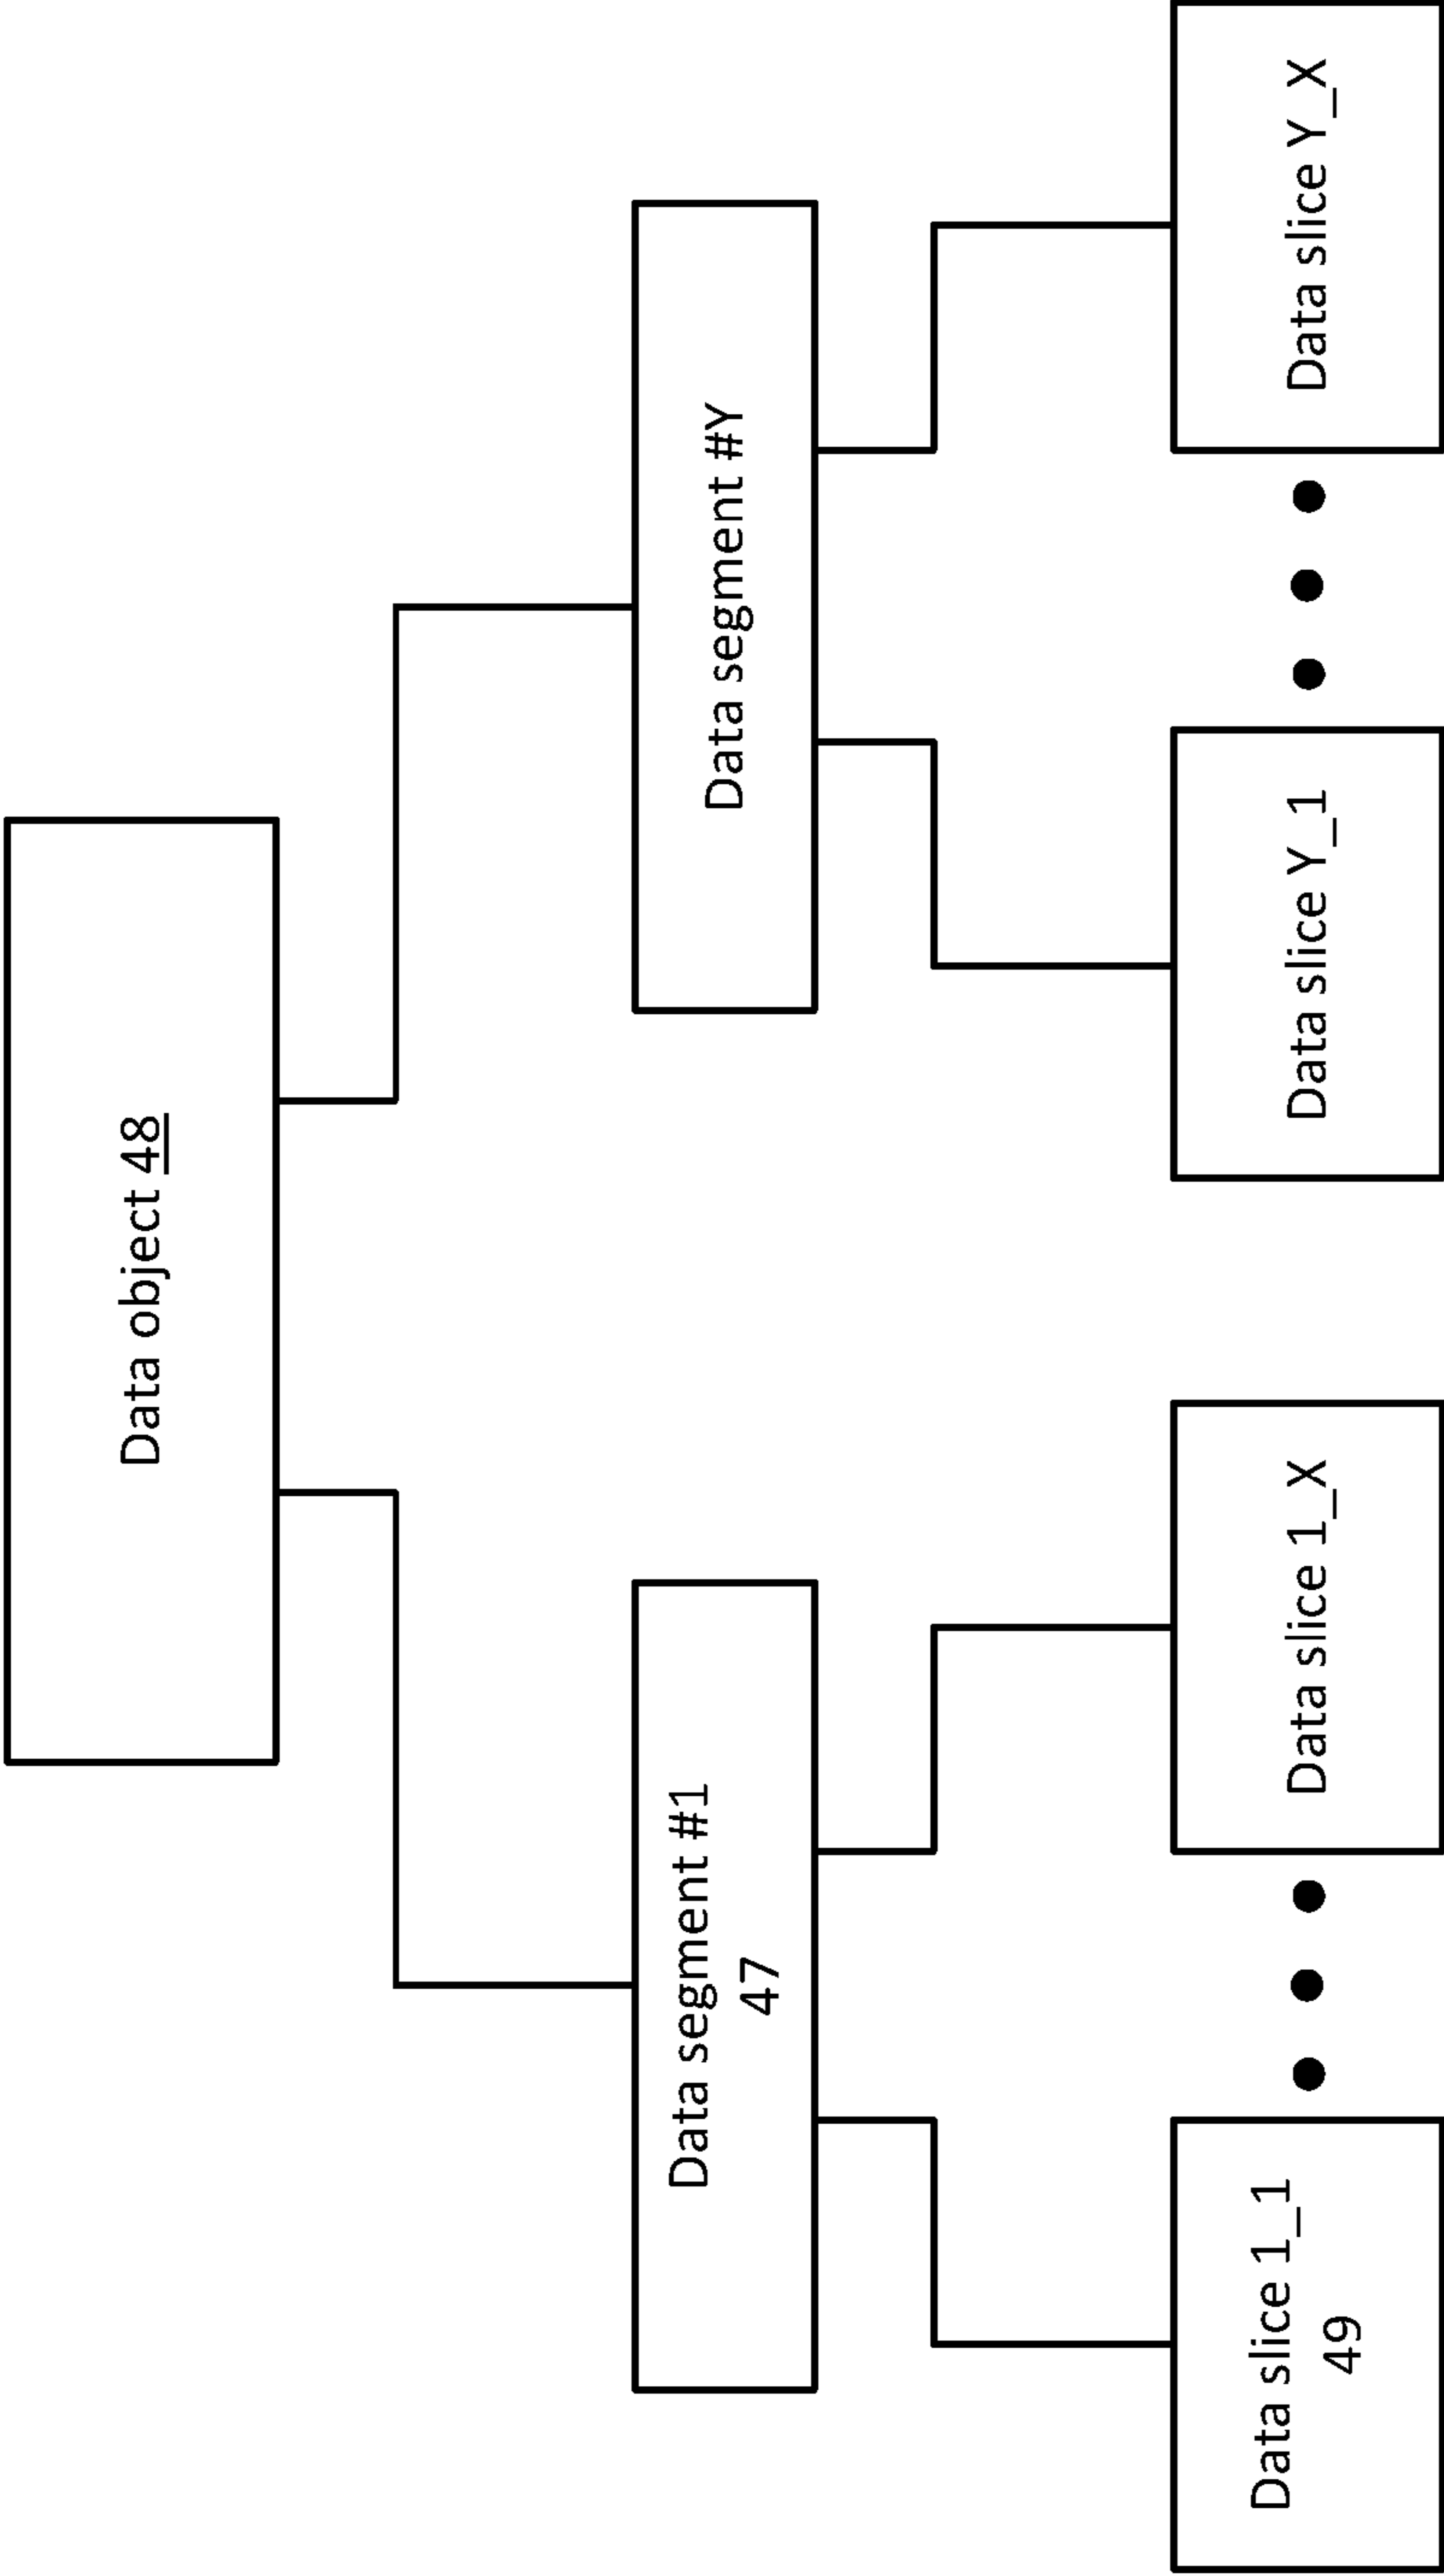 Data object 48
Data segment #1
47
Data segment #Y
Data slice 1_1
49
Data slice 1_X
Data slice Y_1
Data slice Y_X